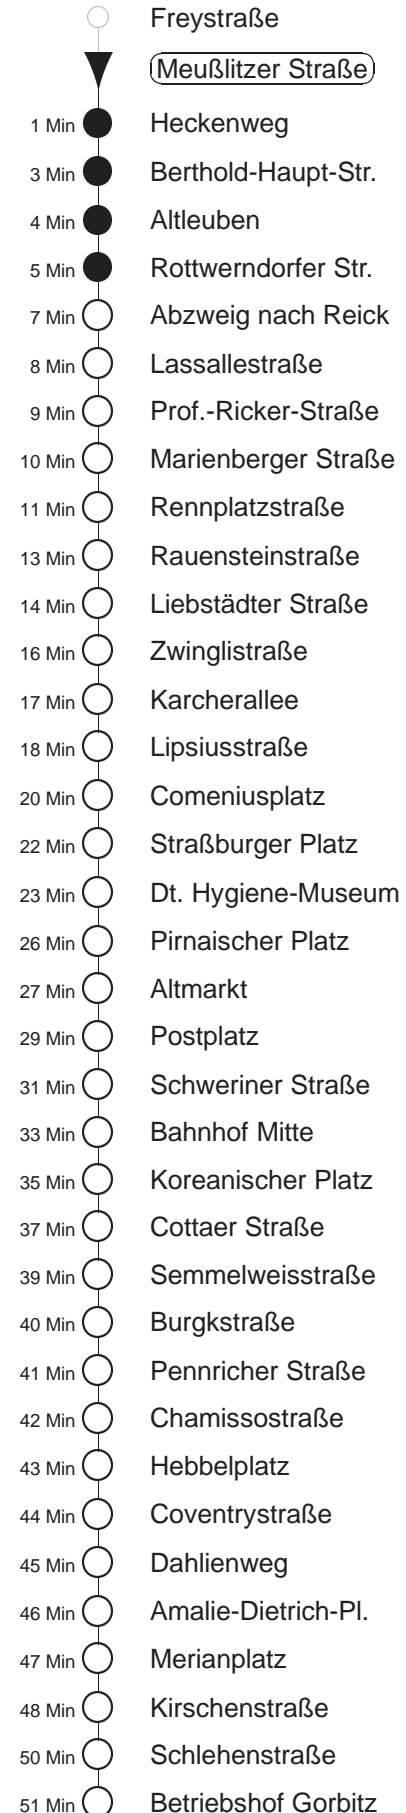 Freystraße
Meußlitzer Straße
1 Min Heckenweg
3 Min Berthold-Haupt-Str.
4 Min Altleuben
5 Min Rottwerndorfer Str.
7 Min Abzweig nach Reick
8 Min Lassallestraße
9 Min Prof.-Ricker-Straße
10 Min Marienberger Straße
11 Min Rennplatzstraße
13 Min Rauensteinstraße
14 Min Liebstädter Straße
16 Min Zwinglistraße
17 Min Karcherallee
18 Min Lipsiusstraße
20 Min Comeniusplatz
22 Min Straßburger Platz
23 Min Dt. Hygiene-Museum
26 Min Pirnaischer Platz
27 Min Altmarkt
29 Min Postplatz
31 Min Schweriner Straße
33 Min Bahnhof Mitte
35 Min Koreanischer Platz
37 Min Cottaer Straße
39 Min Semmelweisstraße
40 Min Burgkstraße
41 Min Pennricher Straße
42 Min Chamissostraße
43 Min Hebbelplatz
44 Min Coventrystraße
45 Min Dahlienweg
46 Min Amalie-Dietrich-Pl.
47 Min Merianplatz
48 Min Kirschenstraße
50 Min Schlehenstraße
51 Min Betriebshof Gorbitz